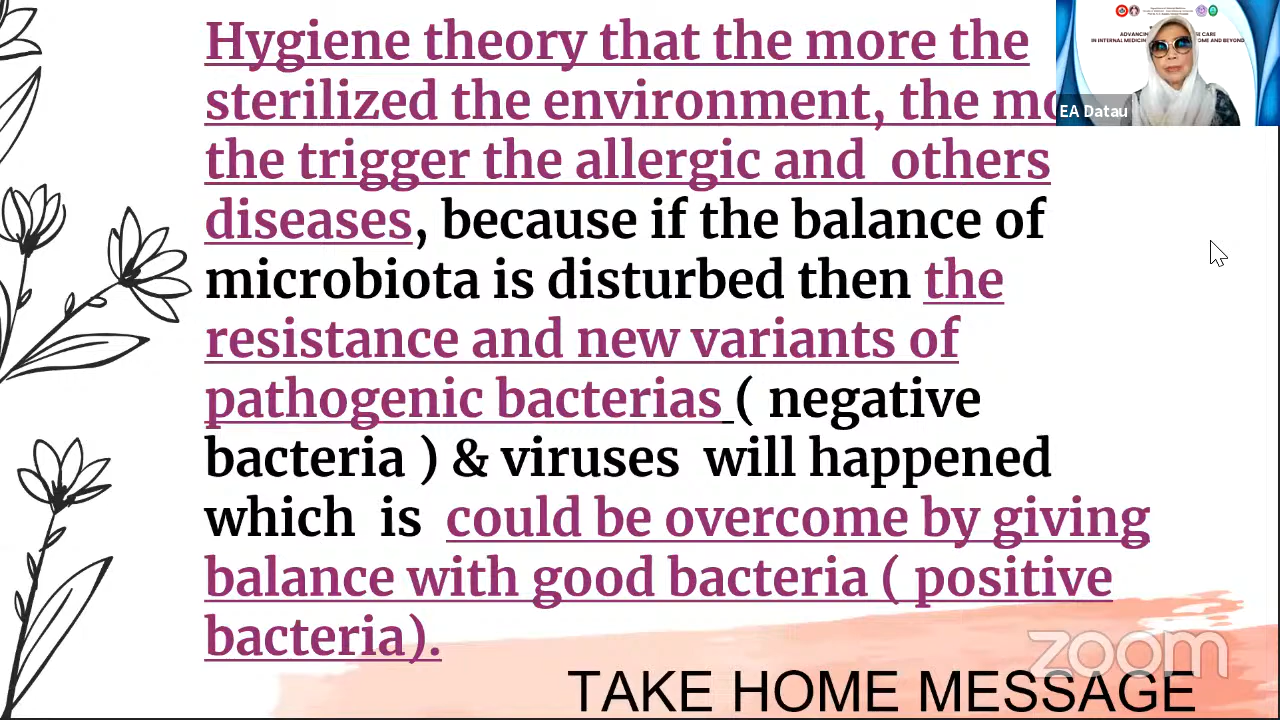 Hygiene theory that the more the
sterilized the environment, the
the trigger the allergic and others
diseases, because if the balance of
microbiota is disturbed then the
resistance and new variants of
pathogenic bacterias ( negative
bacteria ) & viruses will happened
which is could be overcome by giving
balance with good bacteria ( positive
bacteria).
TAKE HOME MESSAGE
zoom
EA Datau